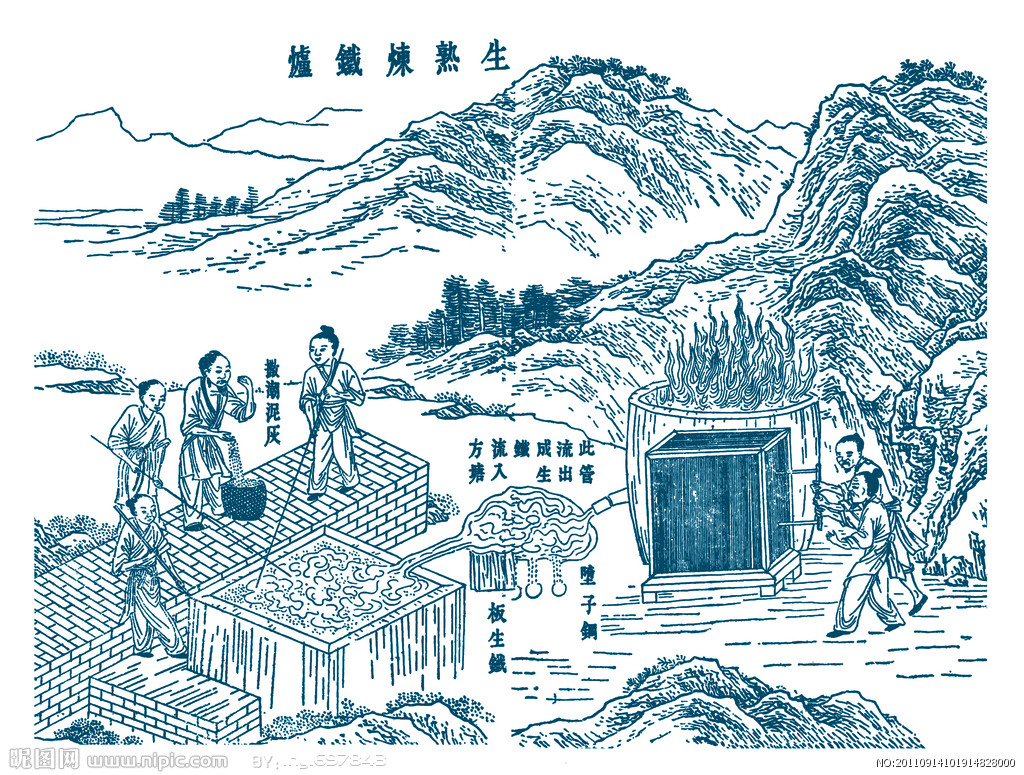 生熟煉鐵爐
撒潮泥灰
此管
流出
成生
鐵
流入
方塘
墮子鋼
板生鐵
昵图网 www.nipic.com
NO:20110914101914828000